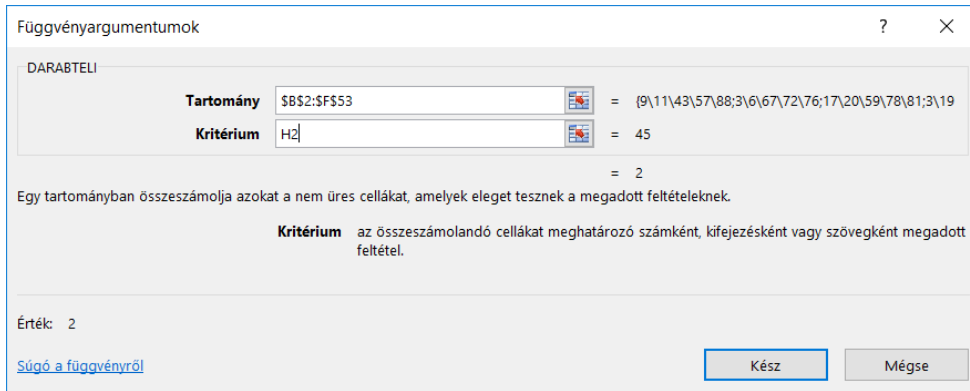 Függvényargumentumok ? ×
DARABTELI
Tartomány $B$2:$F$53 = {9\11\43\57\88;3\6\67\72\76;17\20\59\78\81;3\19
Kritérium H2 = 45
= 2
Egy tartományban összeszámolja azokat a nem üres cellákat, amelyek eleget tesznek a megadott feltételeknek.
Kritérium az összeszámolandó cellákat meghatározó számként, kifejezésként vagy szövegként megadott
feltétel.
Érték: 2
Súgó a függvényről Kész Mégse